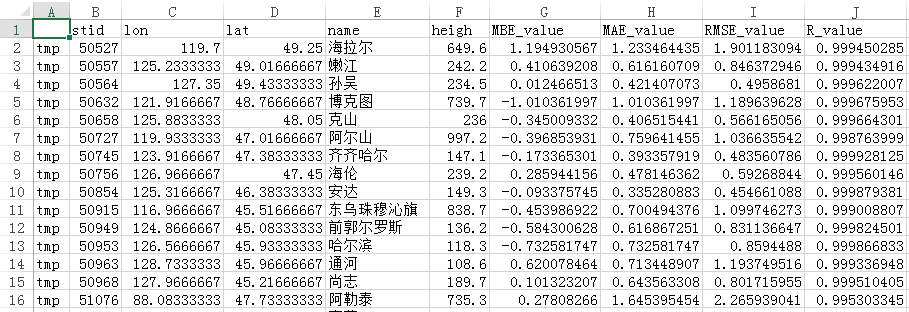 A B C D E F G H I J
1 stid lon lat name heigh MBE_value MAE_value RMSE_value R_value
2 tmp 50527 119.7 49.25 海拉尔 649.6 1.194930567 1.233464435 1.901183094 0.999450285
3 tmp 50557 125.2333333 49.01666667 嫩江 242.2 0.410639208 0.616160709 0.846372946 0.999434916
4 tmp 50564 127.35 49.43333333 孙吴 234.5 0.012466513 0.421407073 0.4958681 0.999622007
5 tmp 50632 121.9166667 48.76666667 博克图 739.7 -1.010361997 1.010361997 1.189639628 0.999675953
6 tmp 50658 125.8833333 48.05 克山 236 -0.345009332 0.406515441 0.566165056 0.999664301
7 tmp 50727 119.9333333 47.01666667 阿尔山 997.2 -0.396853931 0.759641455 1.036635542 0.998763999
8 tmp 50745 123.9166667 47.38333333 齐齐哈尔 147.1 -0.173365301 0.393357919 0.483560786 0.999928125
9 tmp 50756 126.9666667 47.45 海伦 239.2 0.285944156 0.478146362 0.59268844 0.999560146
10 tmp 50854 125.3166667 46.38333333 安达 149.3 -0.093375745 0.335280883 0.454661088 0.999879381
11 tmp 50915 116.9666667 45.51666667 东乌珠穆沁旗 838.7 -0.453986922 0.700494376 1.099746273 0.999008807
12 tmp 50949 124.8666667 45.08333333 前郭尔罗斯 136.2 -0.584300628 0.616867251 0.831136647 0.999824501
13 tmp 50953 126.5666667 45.93333333 哈尔滨 118.3 -0.732581747 0.732581747 0.8594488 0.999866833
14 tmp 50963 128.7333333 45.96666667 通河 108.6 0.620078464 0.713448907 1.193749516 0.999336948
15 tmp 50968 127.9666667 45.21666667 尚志 189.7 0.101323207 0.643563308 0.801715955 0.999510405
16 tmp 51076 88.08333333 47.73333333 阿勒泰 735.3 0.27808266 1.645395454 2.265939041 0.995303345